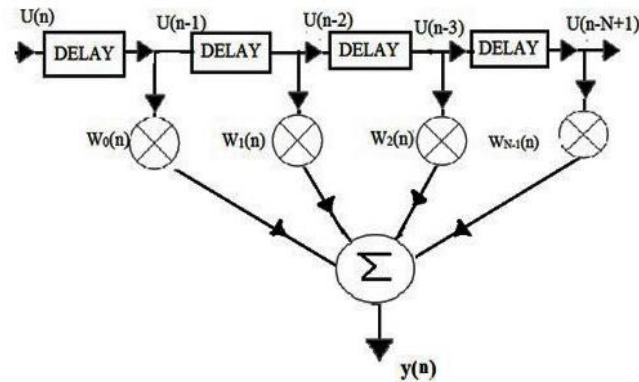 U(n) U(n-1) U(n-2) U(n-3) U(n-N+1)
DELAY DELAY DELAY DELAY
W0(n) W1(n) W2(n) WN-1(n)
Σ
y(n)